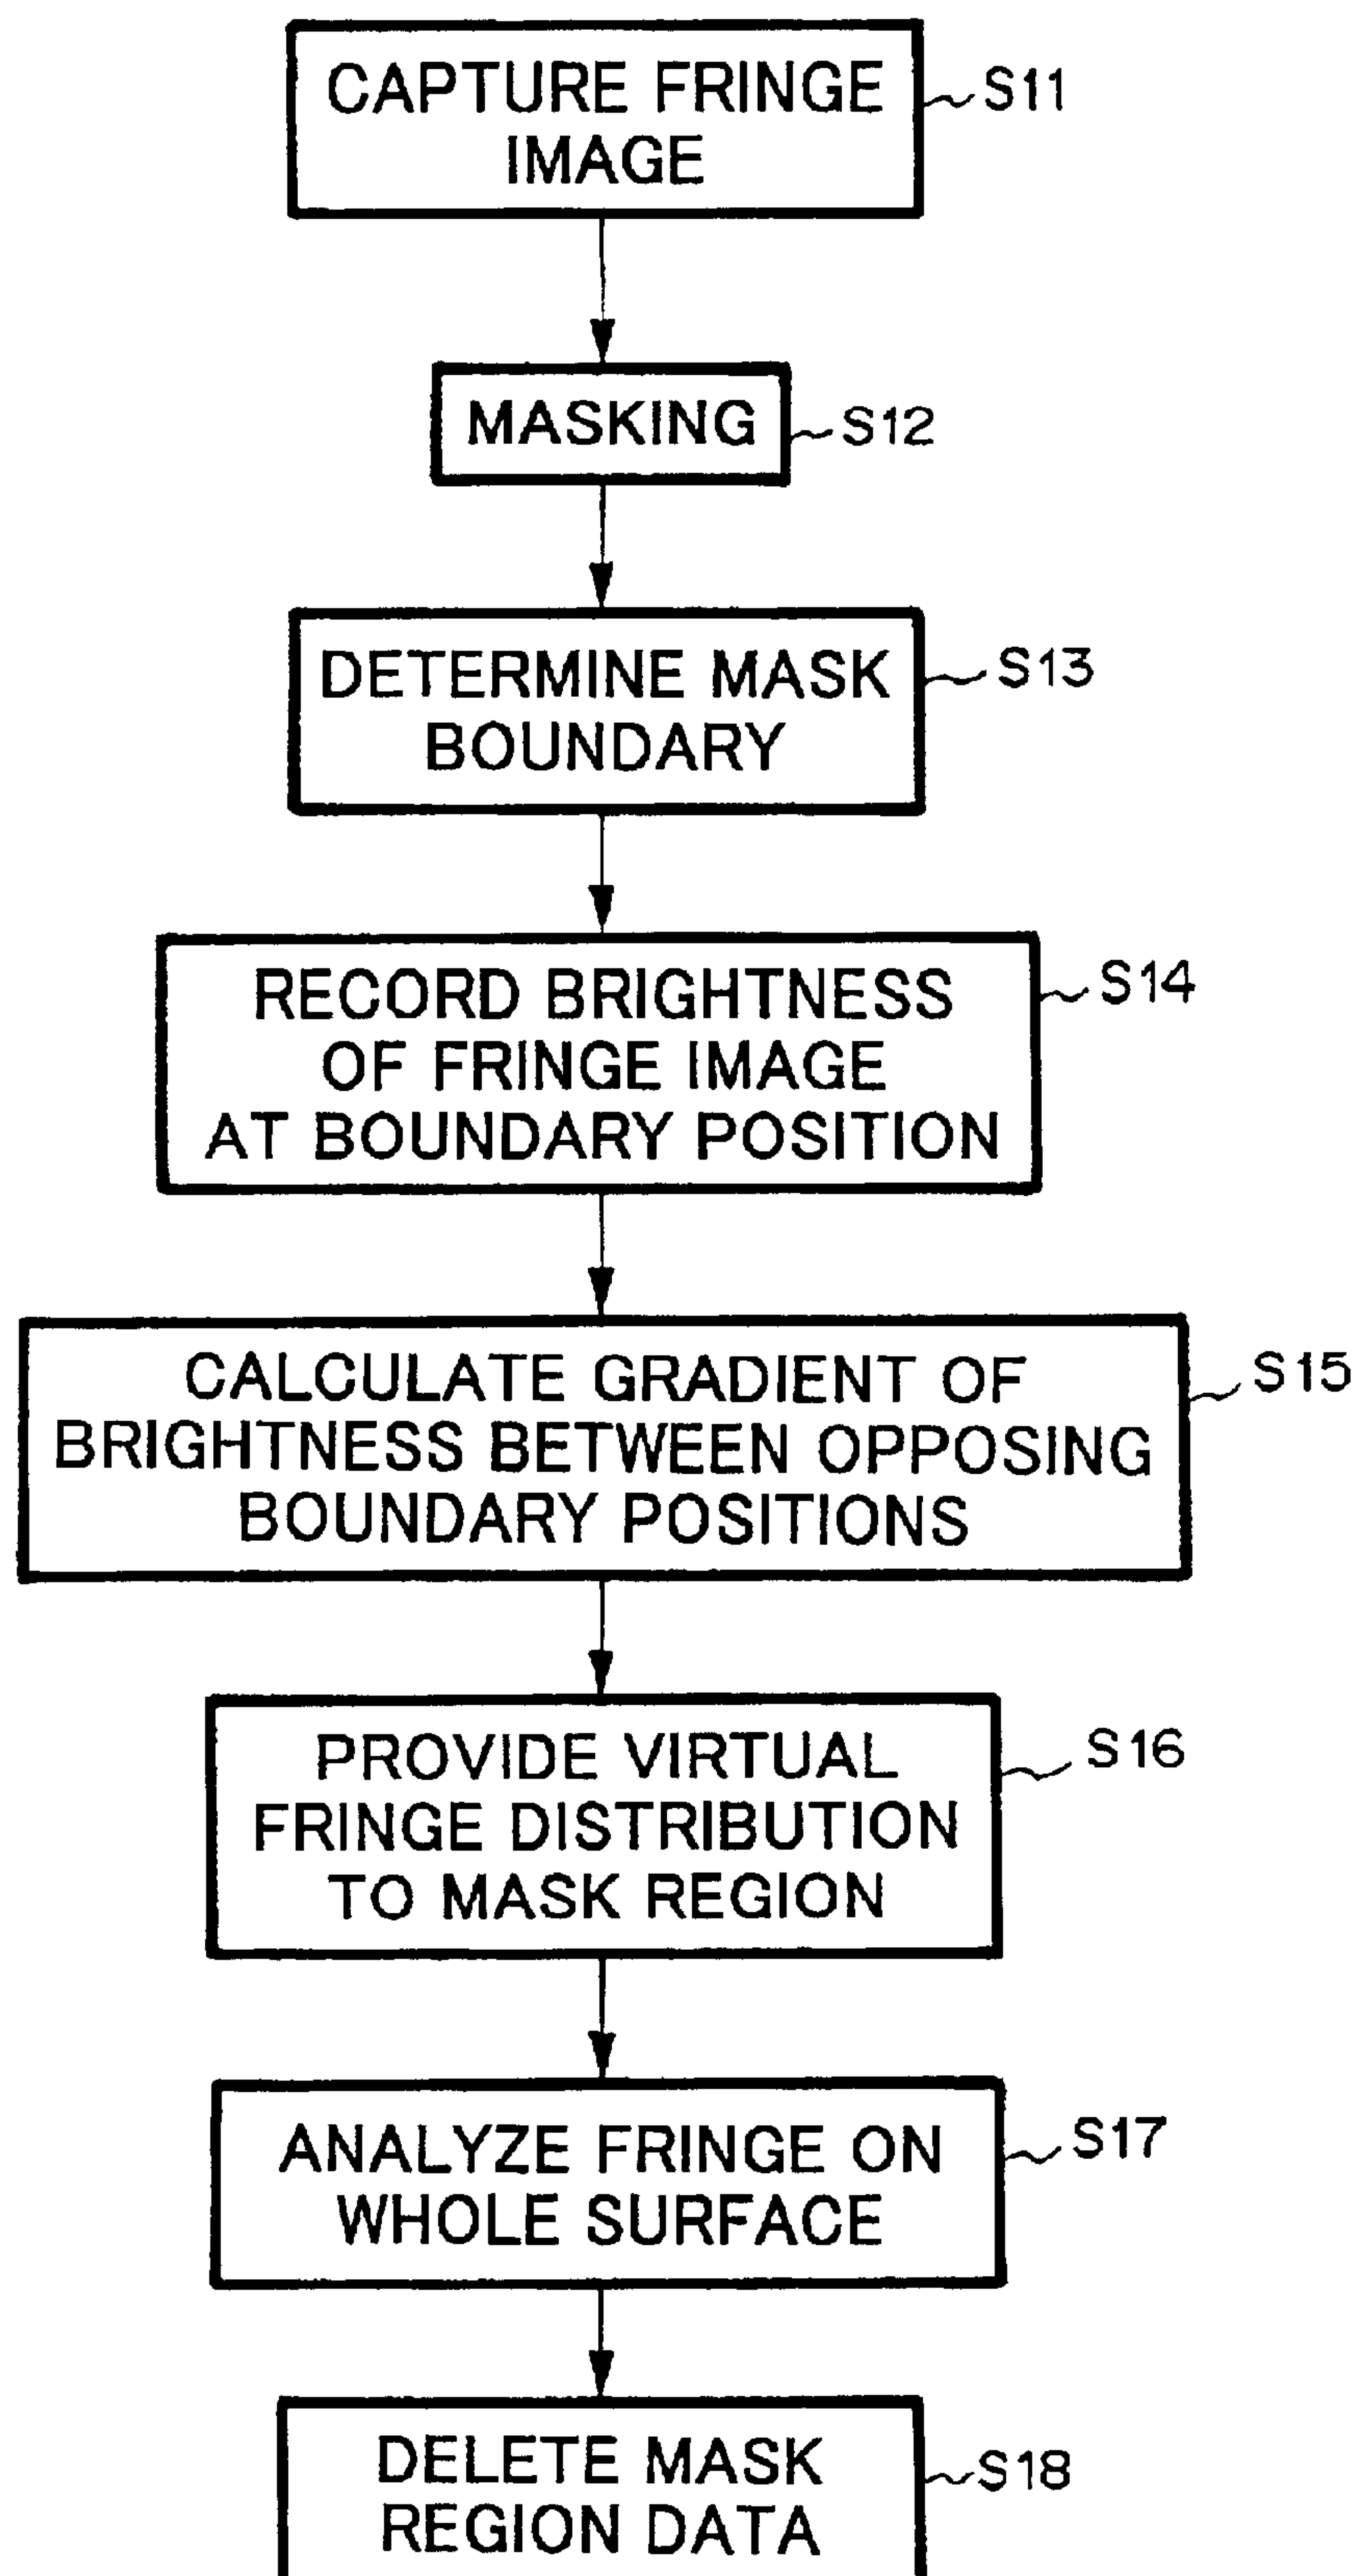 CAPTURE FRINGE
IMAGE
S11
MASKING
S12
DETERMINE MASK
BOUNDARY
S13
RECORD BRIGHTNESS
OF FRINGE IMAGE
AT BOUNDARY POSITION
S14
CALCULATE GRADIENT OF
BRIGHTNESS BETWEEN OPPOSING
BOUNDARY POSITIONS
S15
PROVIDE VIRTUAL
FRINGE DISTRIBUTION
TO MASK REGION
S16
ANALYZE FRINGE ON
WHOLE SURFACE
S17
DELETE MASK
REGION DATA
S18